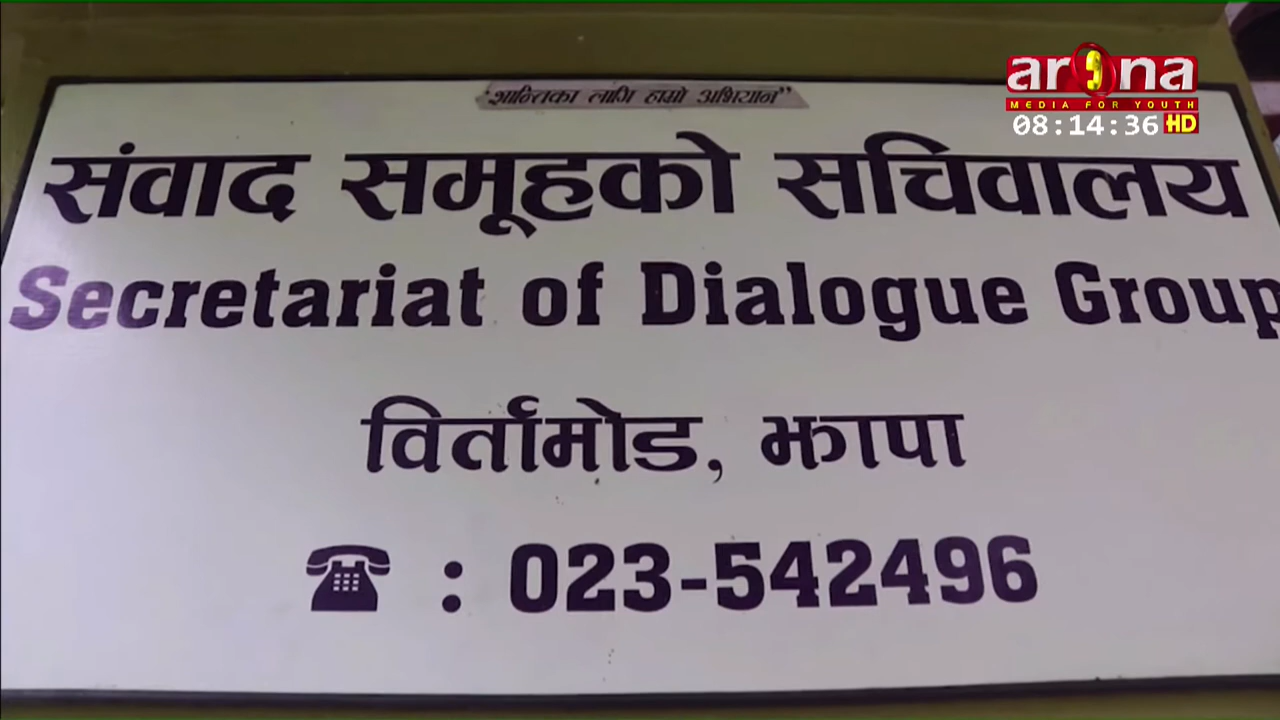 "शान्तिका लागि हाम्रो अभियान"
arena
MEDIA FOR YOUTH
08:14:36 HD
संवाद समूहको सचिवालय
Secretariat of Dialogue Group
विर्तामोड, झापा
☎ : 023-542496